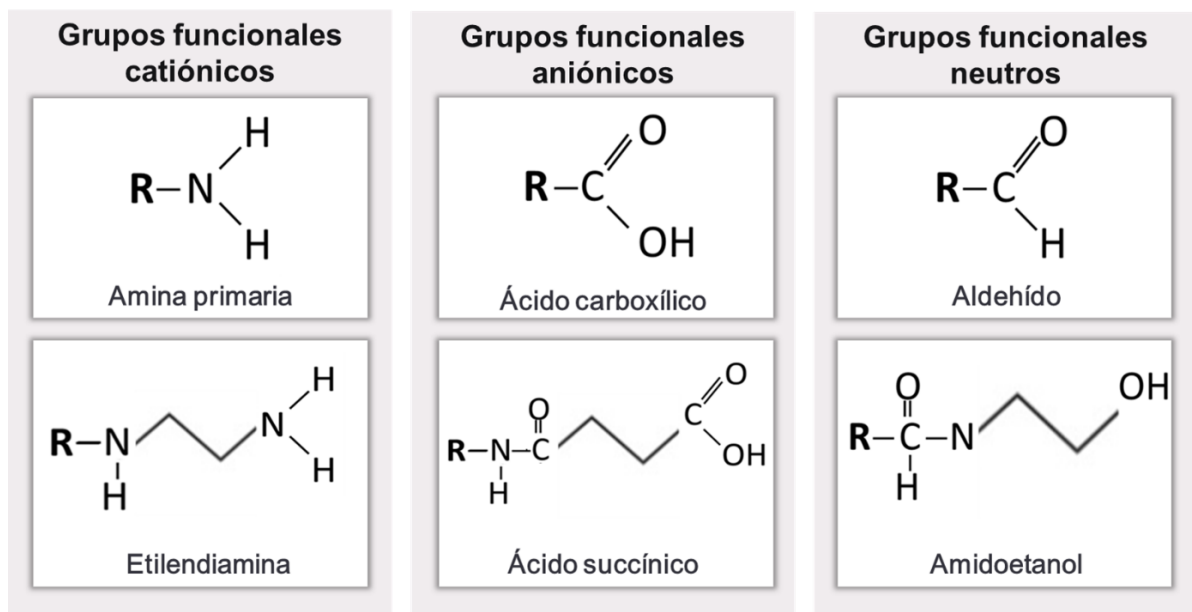 Grupos funcionales
catiónicos
H
R–N
H
Amina primaria
H
R–N
N
H
H
Etilendiamina
Grupos funcionales
aniónicos
O
R–C
OH
Ácido carboxílico
O
O
C
R–N–C
OH
H
Ácido succínico
Grupos funcionales
neutros
O
R–C
H
Aldehído
O
OH
R–C–N
H
Amidoetanol